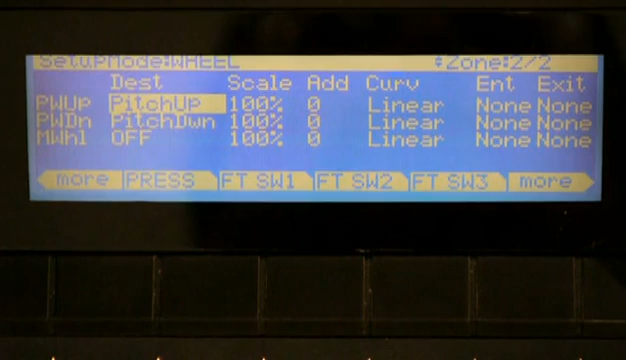 SetupMode:WHEEL ÷Zone:2/2
Dest Scale Add Curv Ent Exit
PWUp PitchUp 100% 0 Linear None None
PWDn PitchDwn 100% 0 Linear None None
MWhl OFF 100% 0 Linear None None
more PRESS FT SW1 FT SW2 FT SW3 more